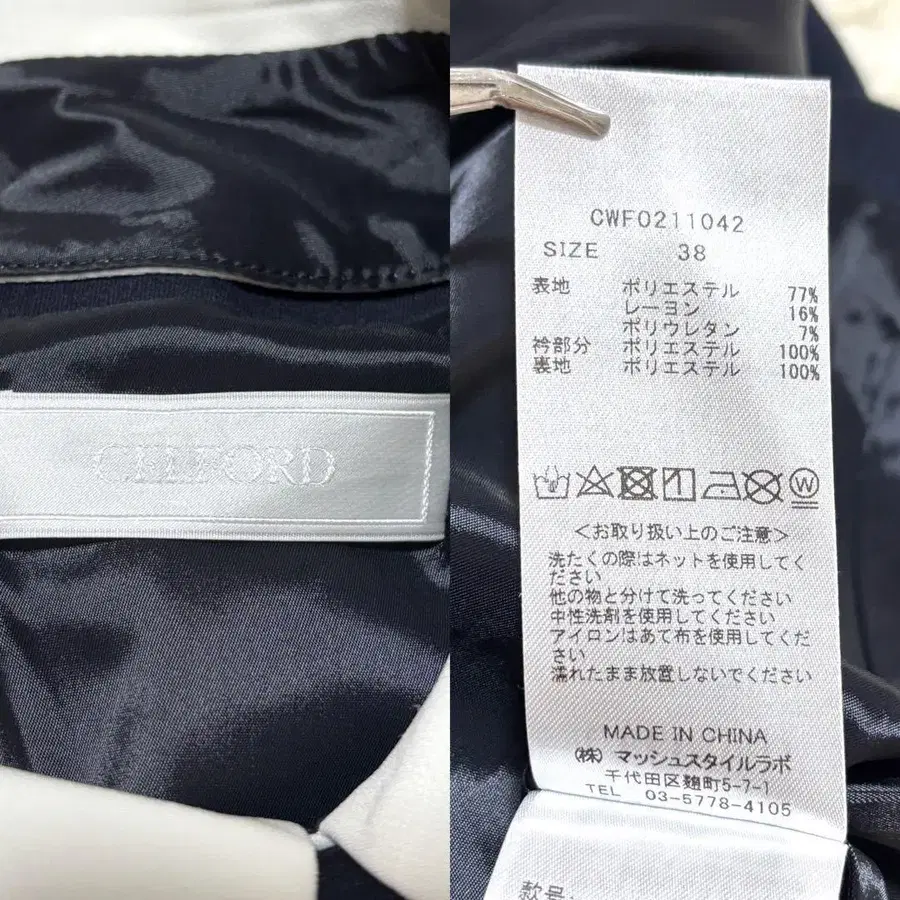 CELFORD
CWF0211042
SIZE 38
表地 ポリエステル 77%
レーヨン 16%
ポリウレタン 7%
衿部分 ポリエステル 100%
裏地 ポリエステル 100%
W
＜お取り扱い上のご注意＞
洗たくの際はネットを使用してく
ださい
他の物と分けて洗ってください
中性洗剤を使用してください
アイロンはあて布を使用してくだ
さい
濡れたまま放置しないでください
MADE IN CHINA
(株) マッシュスタイルラボ
千代田区麹町5-7-1
TEL 03-5778-4105
款号: